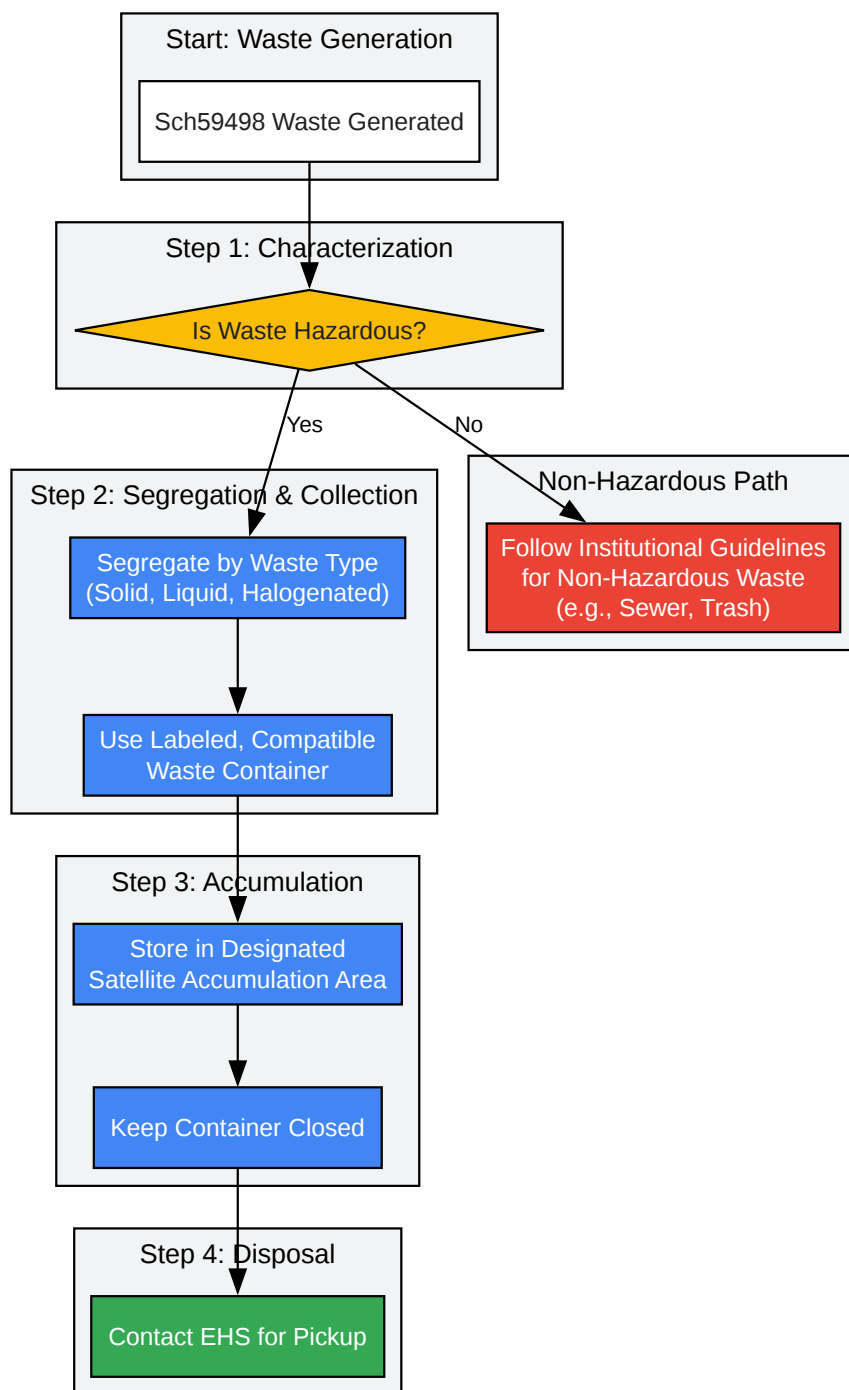 Start: Waste Generation
Sch59498 Waste Generated
Step 1: Characterization
Is Waste Hazardous?
Yes
No
Step 2: Segregation & Collection
Segregate by Waste Type
(Solid, Liquid, Halogenated)
Use Labeled, Compatible
Waste Container
Non-Hazardous Path
Follow Institutional Guidelines
for Non-Hazardous Waste
(e.g., Sewer, Trash)
Step 3: Accumulation
Store in Designated
Satellite Accumulation Area
Keep Container Closed
Step 4: Disposal
Contact EHS for Pickup